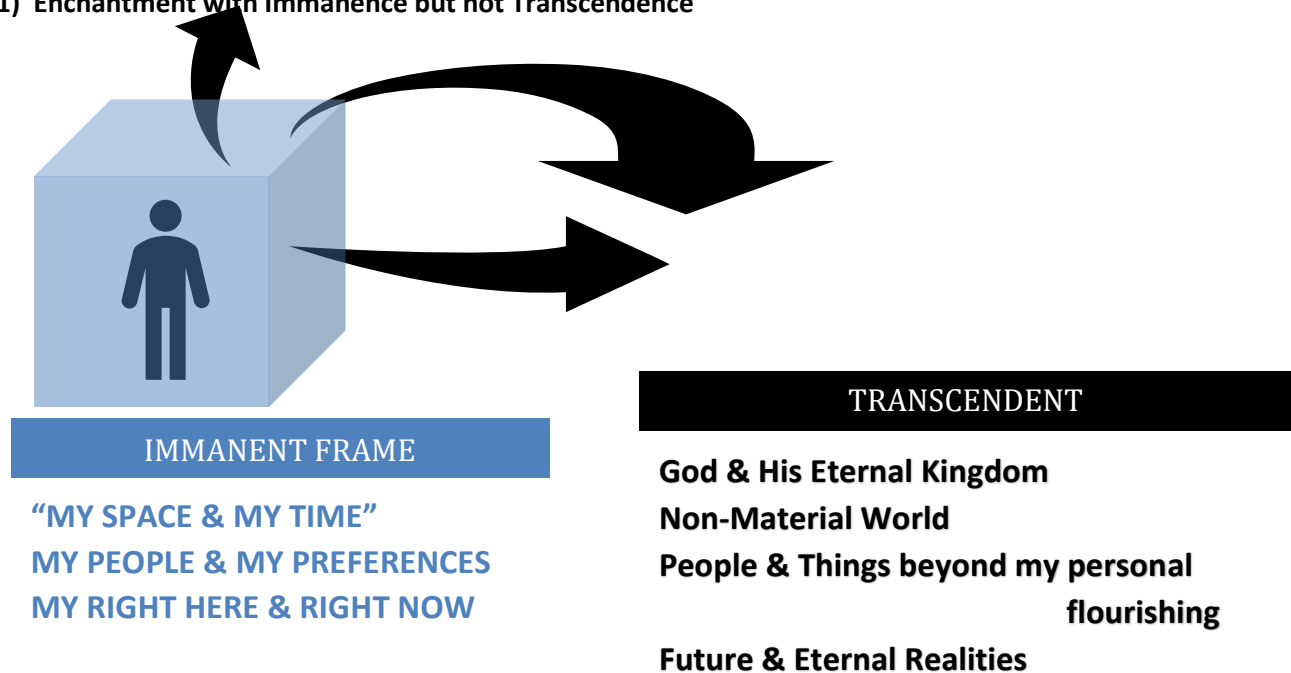 1) Enchantment with Immanence but not Transcendence
IMMANENT FRAME
“MY SPACE & MY TIME”
MY PEOPLE & MY PREFERENCES
MY RIGHT HERE & RIGHT NOW
TRANSCENDENT
God & His Eternal Kingdom
Non-Material World
People & Things beyond my personal
flourishing
Future & Eternal Realities